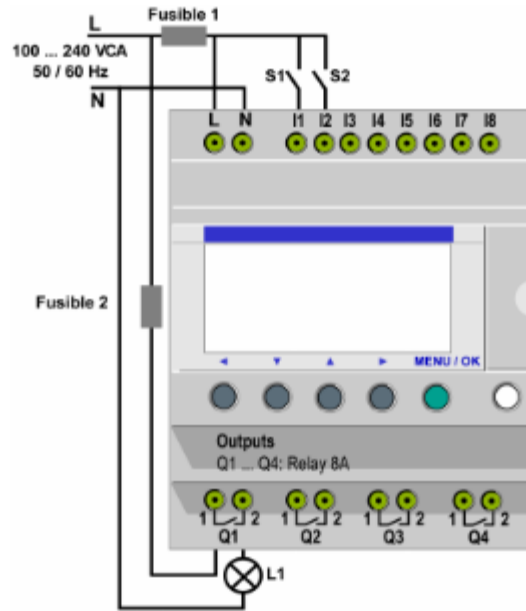 Fusible 1
L
100 ... 240 VCA
50 / 60 Hz
N
S1 S2
L N I1 I2 I3 I4 I5 I6 I7 I8
Fusible 2
MENU / OK
Outputs
Q1 ... Q4: Relay 8A
1 2 1 2 1 2 1 2
Q1 Q2 Q3 Q4
L1